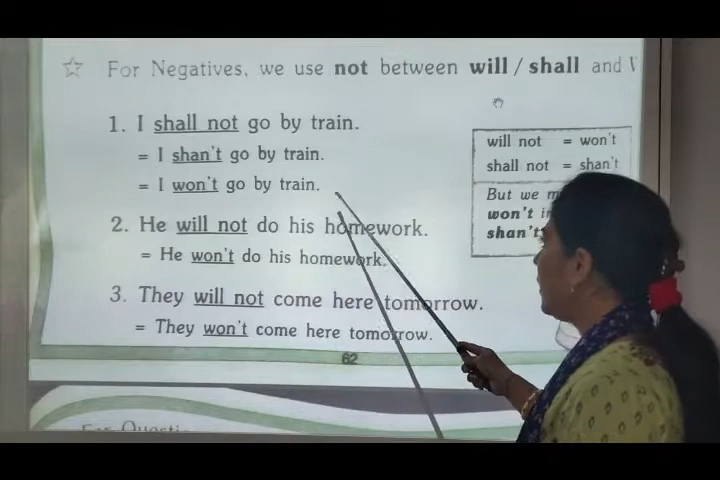 ☆ For Negatives, we use not between will / shall and
1. I shall not go by train.
= I shan't go by train.
= I won't go by train.
2. He will not do his homework.
= He won't do his homework.
3. They will not come here tomorrow.
= They won't come here tomorrow.
will not = won't
shall not = shan't
But we
won't
shan't
62